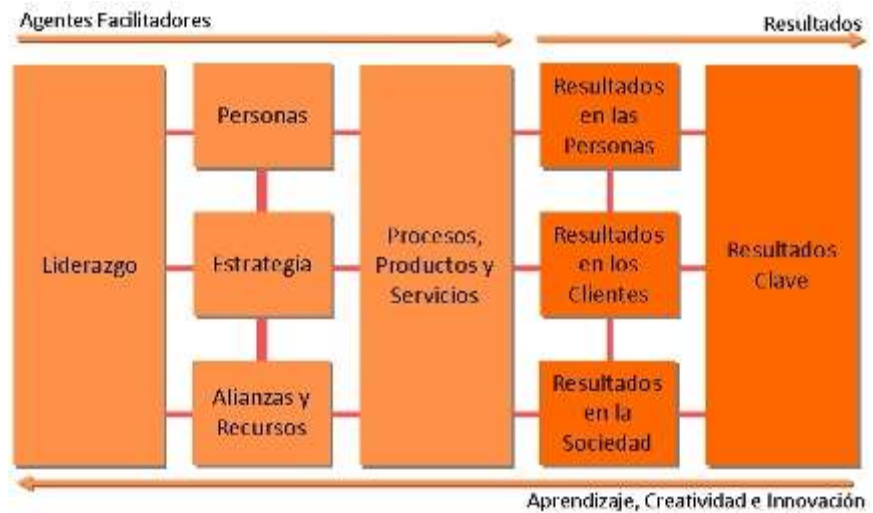 Agentes Facilitadores
Resultados
Liderazgo
Personas
Estrategia
Alianzas y
Recursos
Procesos,
Productos y
Servicios
Resultados
en las
Personas
Resultados
en los
Clientes
Resultados
en la
Sociedad
Resultados
Clave
Aprendizaje, Creatividad e Innovación